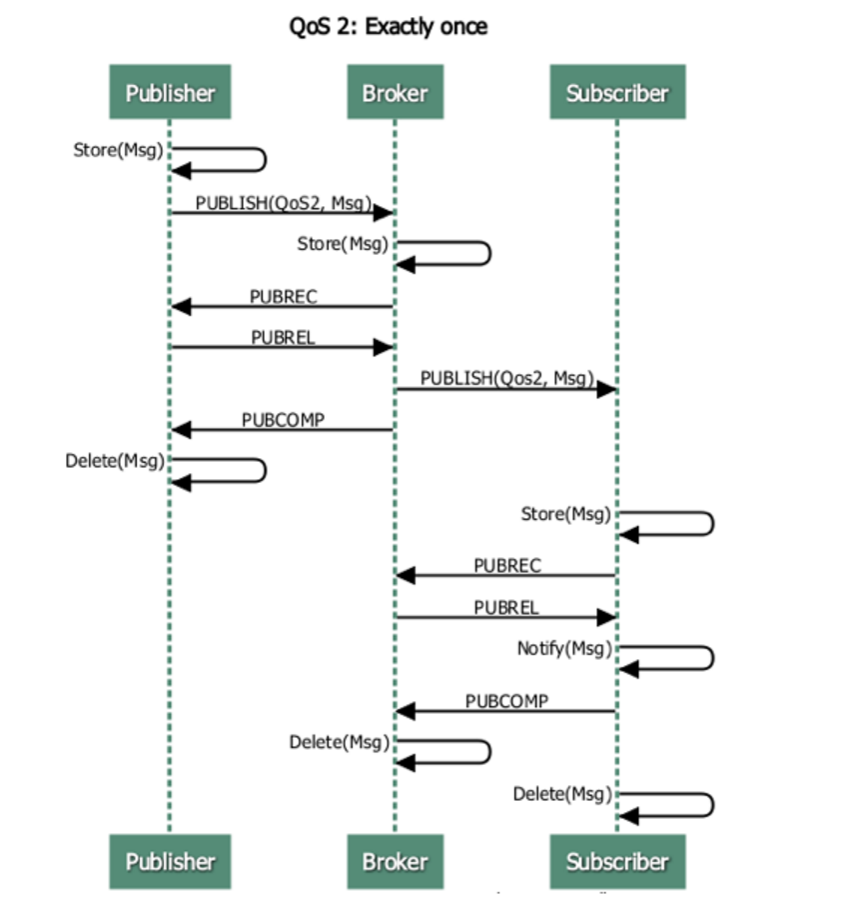 QoS 2: Exactly once
Publisher Broker Subscriber
Store(Msg)
PUBLISH(QoS2, Msg)
Store(Msg)
PUBREC
PUBREL
PUBLISH(Qos2, Msg)
PUBCOMP
Delete(Msg)
Store(Msg)
PUBREC
PUBREL
Notify(Msg)
PUBCOMP
Delete(Msg)
Delete(Msg)
Publisher Broker Subscriber